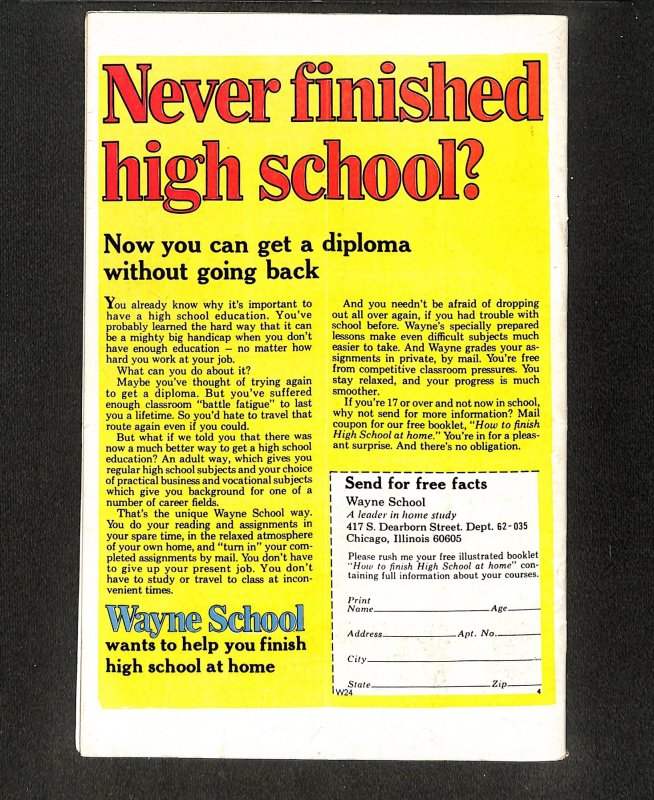 Never finished
high school?
Now you can get a diploma
without going back
You already know why it's important to
have a high school education. You've
probably learned the hard way that it can
be a mighty big handicap when you don't
have enough education — no matter how
hard you work at your job.
What can you do about it?
Maybe you've thought of trying again
to get a diploma. But you've suffered
enough classroom "battle fatigue" to last
you a lifetime. So you'd hate to travel that
route again even if you could.
But what if we told you that there was
now a much better way to get a high school
education? An adult way, which gives you
regular high school subjects and your choice
of practical business and vocational subjects
which give you background for one of a
number of career fields.
That's the unique Wayne School way.
You do your reading and assignments in
your spare time, in the relaxed atmosphere
of your own home, and "turn in" your com-
pleted assignments by mail. You don't have
to give up your present job. You don't
have to study or travel to class at incon-
venient times.
Wayne School
wants to help you finish
high school at home
And you needn't be afraid of dropping
out all over again, if you had trouble with
school before. Wayne's specially prepared
lessons make even difficult subjects much
easier to take. And Wayne grades your as-
signments in private, by mail. You're free
from competitive classroom pressures. You
stay relaxed, and your progress is much
smoother.
If you're 17 or over and not now in school,
why not send for more information? Mail
coupon for our free booklet, "How to finish
High School at home." You're in for a pleas-
ant surprise. And there's no obligation.
Send for free facts
Wayne School
A leader in home study
417 S. Dearborn Street. Dept. 62-035
Chicago, Illinois 60605
Please rush me your free illustrated booklet
"How to finish High School at home" con-
taining full information about your courses.
Print
Name Age
Address Apt. No.
City
State Zip
W24 4